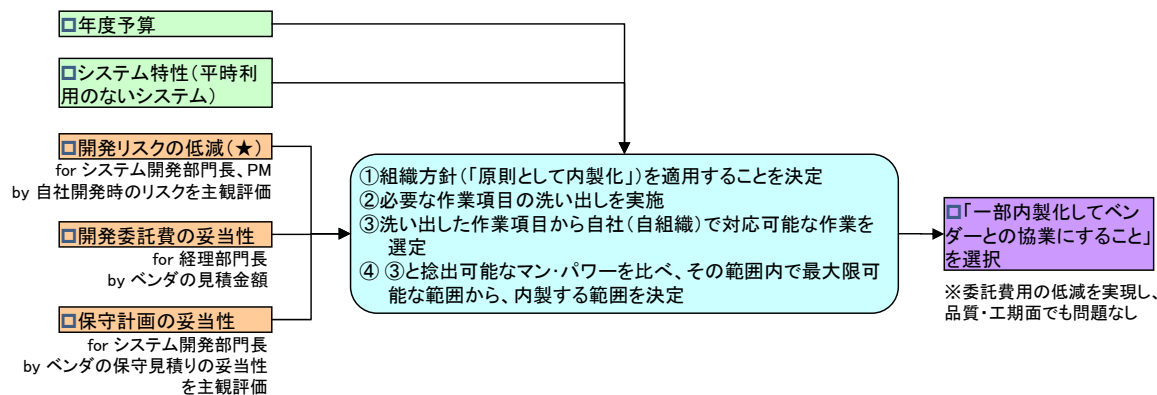 □年度予算
□システム特性(平時利
用のないシステム)
□開発リスクの低減(★)
for システム開発部門長、PM
by 自社開発時のリスクを主観評価
□開発委託費の妥当性
for 経理部門長
by ベンダの見積金額
□保守計画の妥当性
for システム開発部門長
by ベンダの保守見積りの妥当性
を主観評価
①組織方針(「原則として内製化」)を適用することを決定
②必要な作業項目の洗い出しを実施
③洗い出した作業項目から自社(自組織)で対応可能な作業を
選定
④ ③と捻出可能なマン・パワーを比べ、その範囲内で最大限可
能な範囲から、内製する範囲を決定
□「一部内製化してベン
ダーとの協業にすること」
を選択
※委託費用の低減を実現し、
品質・工期面でも問題なし